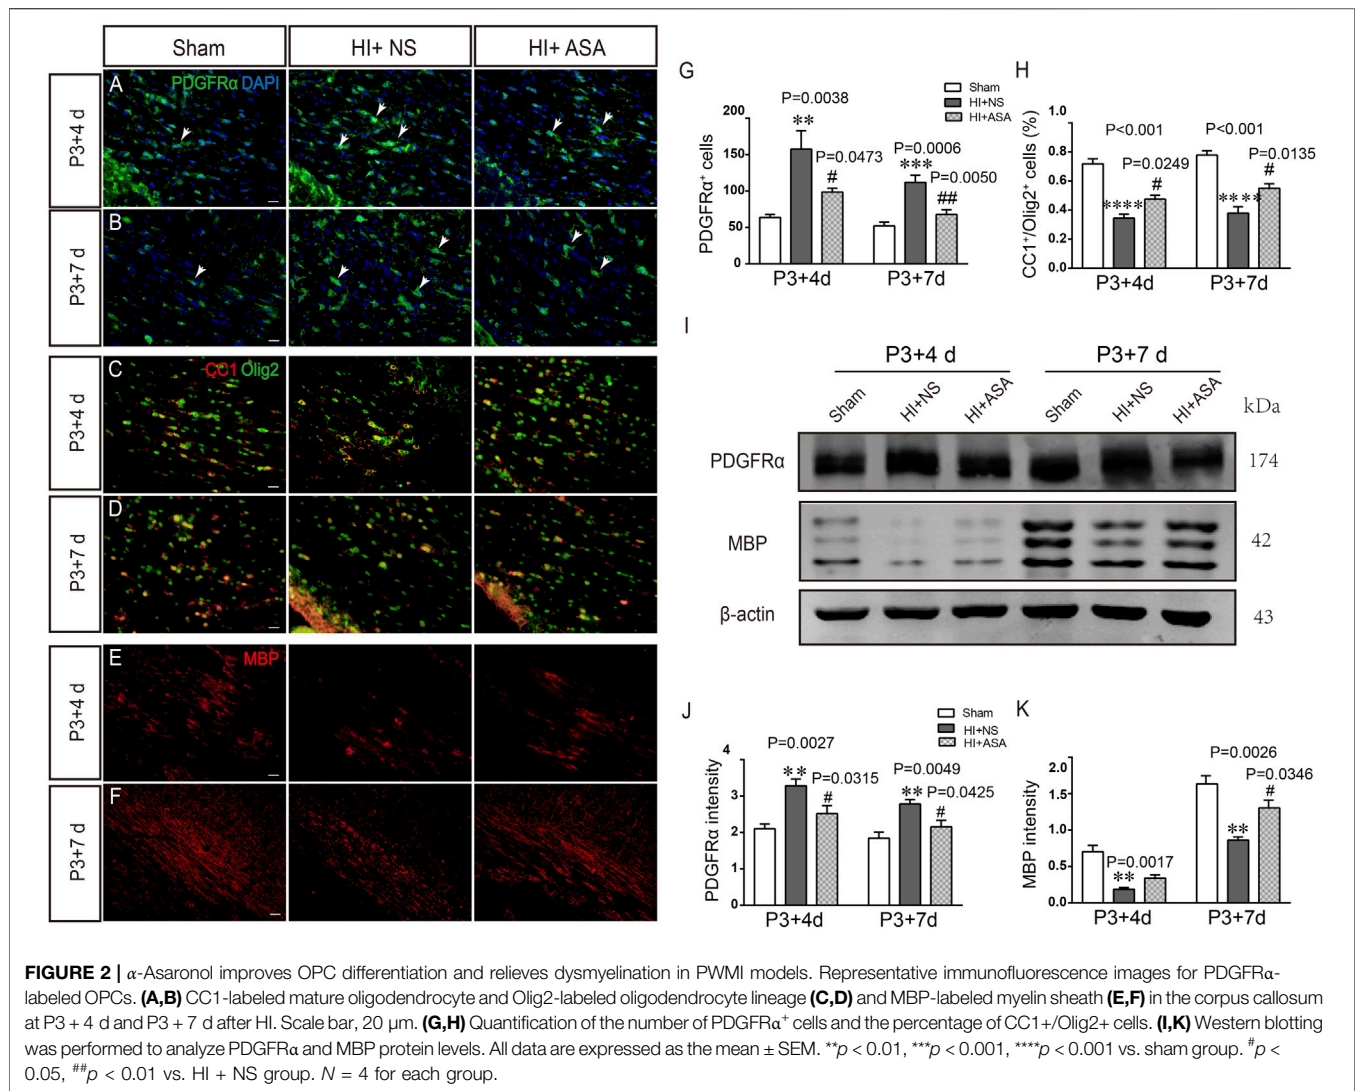 Sham HI+ NS HI+ ASA
P3+4 d
A PDGFRα DAPI
P3+7 d
B
P3+4 d
C CC1 Olig2
P3+7 d
D
P3+4 d
E MBP
P3+7 d
F
G
Sham
HI+NS
HI+ASA
PDGFRα⁺ cells
200
150
100
50
0
P=0.0038
**
P=0.0473
#
P=0.0006
***
P=0.0050
##
P3+4d P3+7d
H
CC1⁺/Olig2⁺ cells (%)
1.0
0.8
0.6
0.4
0.2
0.0
P<0.001
****
P=0.0249
#
P<0.001
****
P=0.0135
#
P3+4d P3+7d
I
P3+4 d P3+7 d
Sham HI+NS HI+ASA Sham HI+NS HI+ASA kDa
PDGFRα 174
MBP 42
β-actin 43
J
Sham
HI+NS
HI+ASA
PDGFRα intensity
4
3
2
1
0
P=0.0027
**
P=0.0315
#
P=0.0049
**
P=0.0425
#
P3+4d P3+7d
K
MBP intensity
2.0
1.5
1.0
0.5
0.0
P=0.0017
**
P=0.0026
**
P=0.0346
#
P3+4d P3+7d
FIGURE 2 | α-Asaronol improves OPC differentiation and relieves dysmyelination in PWMI models. Representative immunofluorescence images for PDGFRα-
labeled OPCs. (A,B) CC1-labeled mature oligodendrocyte and Olig2-labeled oligodendrocyte lineage (C,D) and MBP-labeled myelin sheath (E,F) in the corpus callosum
at P3 + 4 d and P3 + 7 d after HI. Scale bar, 20 μm. (G,H) Quantification of the number of PDGFRα⁺ cells and the percentage of CC1+/Olig2+ cells. (I,K) Western blotting
was performed to analyze PDGFRα and MBP protein levels. All data are expressed as the mean ± SEM. **p < 0.01, ***p < 0.001, ****p < 0.001 vs. sham group. #p <
0.05, ##p < 0.01 vs. HI + NS group. N = 4 for each group.